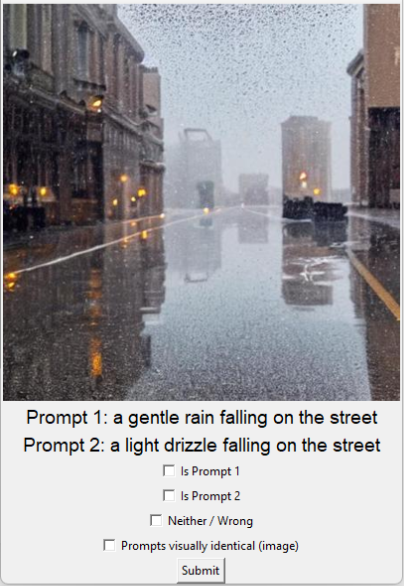 Prompt 1: a gentle rain falling on the street
Prompt 2: a light drizzle falling on the street
Is Prompt 1
Is Prompt 2
Neither / Wrong
Prompts visually identical (image)
Submit